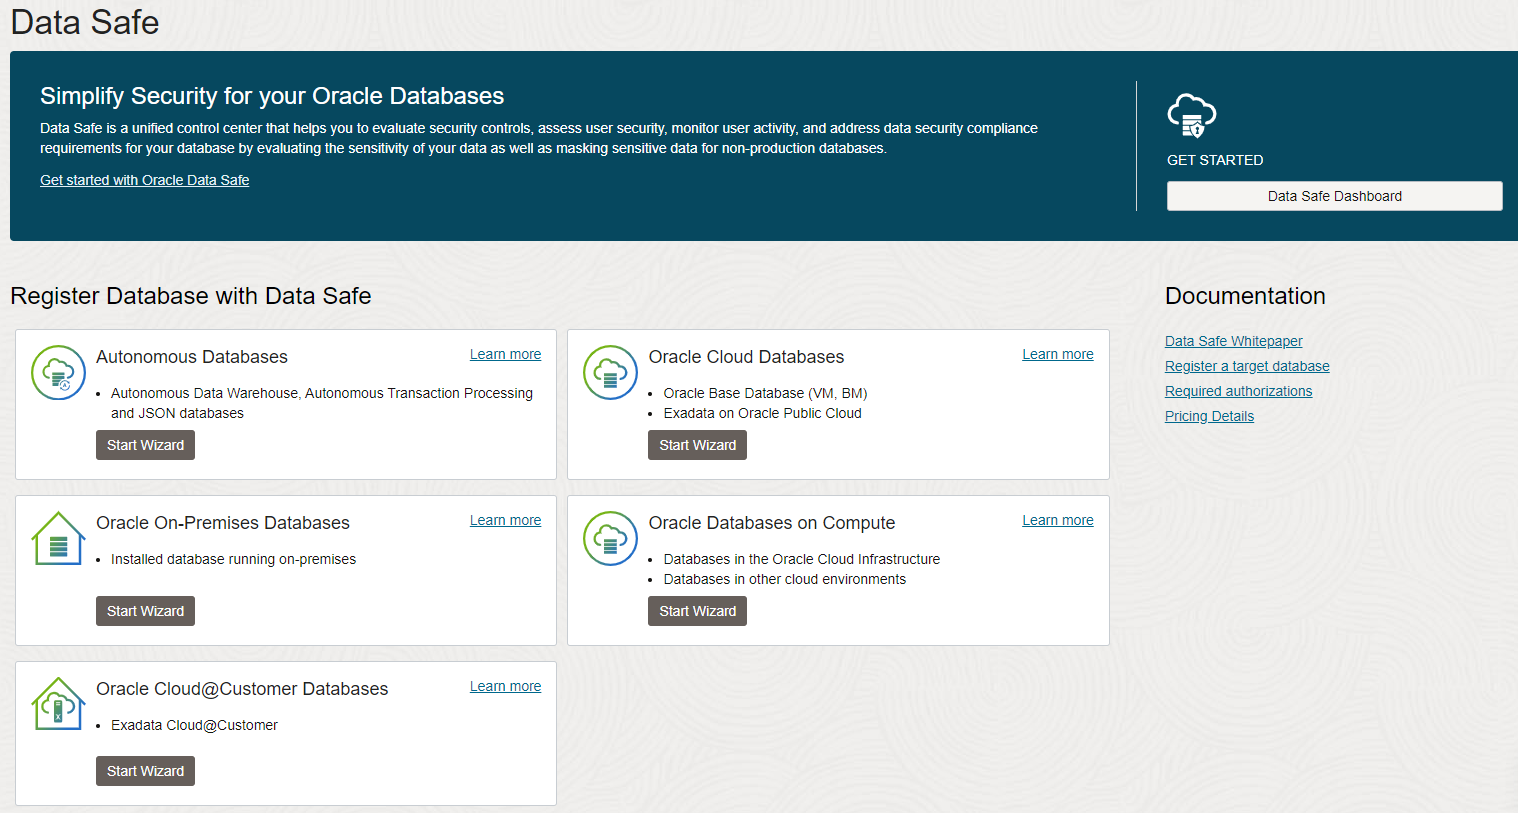 Data Safe
Simplify Security for your Oracle Databases
Data Safe is a unified control center that helps you to evaluate security controls, assess user security, monitor user activity, and address data security compliance
requirements for your database by evaluating the sensitivity of your data as well as masking sensitive data for non-production databases.
Get started with Oracle Data Safe
GET STARTED
Data Safe Dashboard
Register Database with Data Safe
Autonomous Databases
Learn more
• Autonomous Data Warehouse, Autonomous Transaction Processing
and JSON databases
Start Wizard
Oracle Cloud Databases
Learn more
• Oracle Base Database (VM, BM)
• Exadata on Oracle Public Cloud
Start Wizard
Oracle On-Premises Databases
Learn more
• Installed database running on-premises
Start Wizard
Oracle Databases on Compute
Learn more
• Databases in the Oracle Cloud Infrastructure
• Databases in other cloud environments
Start Wizard
Oracle Cloud@Customer Databases
Learn more
• Exadata Cloud@Customer
Start Wizard
Documentation
Data Safe Whitepaper
Register a target database
Required authorizations
Pricing Details